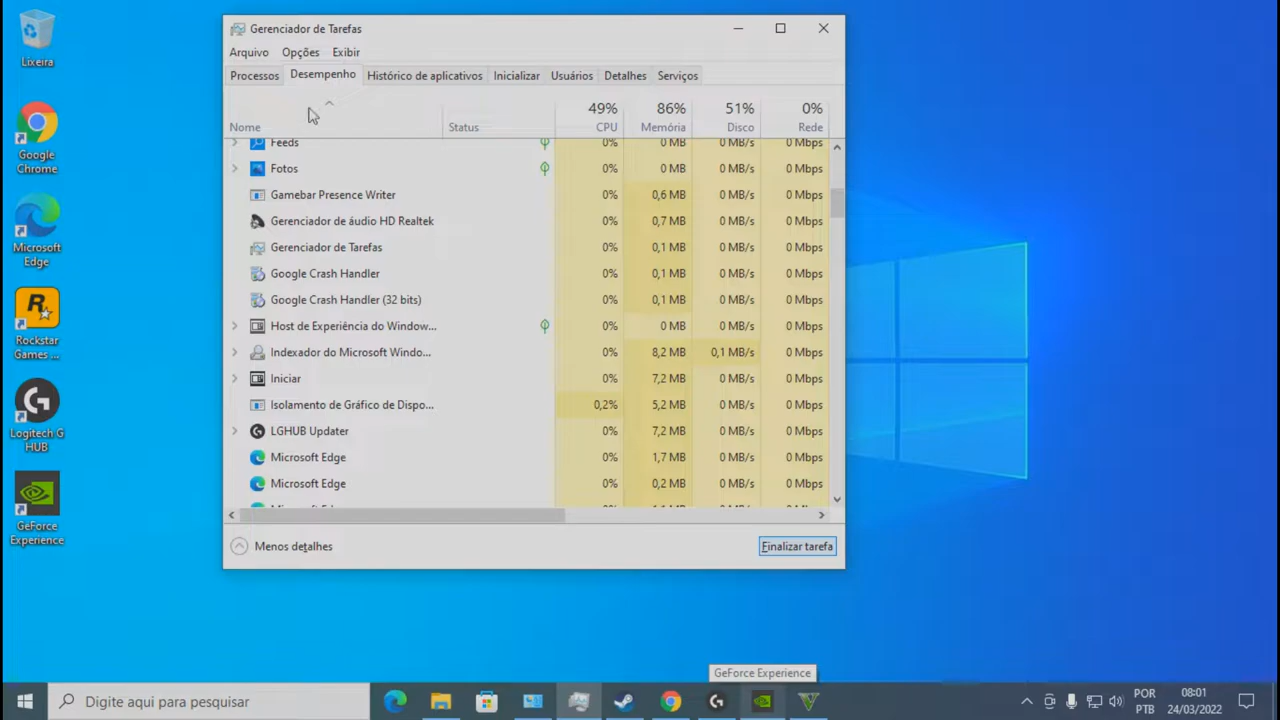 Lixeira
Google
Chrome
Microsoft
Edge
Rockstar
Games ...
Logitech G
HUB
GeForce
Experience
Gerenciador de Tarefas
Arquivo Opções Exibir
Processos Desempenho Histórico de aplicativos Inicializar Usuários Detalhes Serviços
49% 86% 51% 0%
Nome Status CPU Memória Disco Rede
Feeds 0% 0 MB 0 MB/s 0 Mbps
Fotos 0% 0 MB 0 MB/s 0 Mbps
Gamebar Presence Writer 0% 0,6 MB 0 MB/s 0 Mbps
Gerenciador de áudio HD Realtek 0% 0,7 MB 0 MB/s 0 Mbps
Gerenciador de Tarefas 0% 0,1 MB 0 MB/s 0 Mbps
Google Crash Handler 0% 0,1 MB 0 MB/s 0 Mbps
Google Crash Handler (32 bits) 0% 0,1 MB 0 MB/s 0 Mbps
Host de Experiência do Window... 0% 0 MB 0 MB/s 0 Mbps
Indexador do Microsoft Windo... 0% 8,2 MB 0,1 MB/s 0 Mbps
Iniciar 0% 7,2 MB 0 MB/s 0 Mbps
Isolamento de Gráfico de Dispo... 0,2% 5,2 MB 0 MB/s 0 Mbps
LGHUB Updater 0% 7,2 MB 0 MB/s 0 Mbps
Microsoft Edge 0% 1,7 MB 0 MB/s 0 Mbps
Microsoft Edge 0% 0,2 MB 0 MB/s 0 Mbps
Menos detalhes Finalizar tarefa
GeForce Experience
Digite aqui para pesquisar
POR
PTB
08:01
24/03/2022